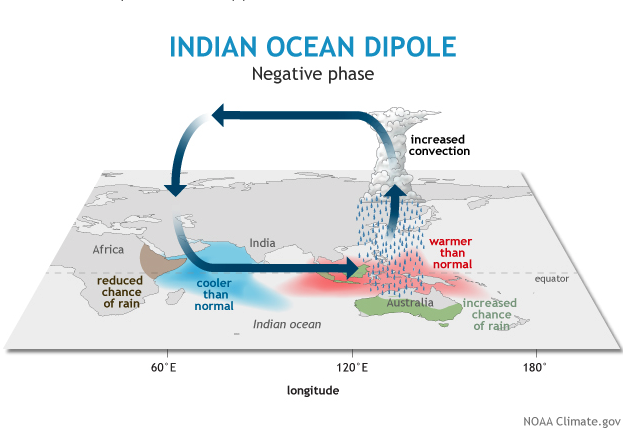 INDIAN OCEAN DIPOLE
Negative phase
increased
convection
Africa
India
warmer
than
normal
reduced
chance
of rain
cooler
than
normal
equator
Australia
increased
chance
of rain
Indian ocean
60°E
120°E
180°
longitude
NOAA Climate.gov